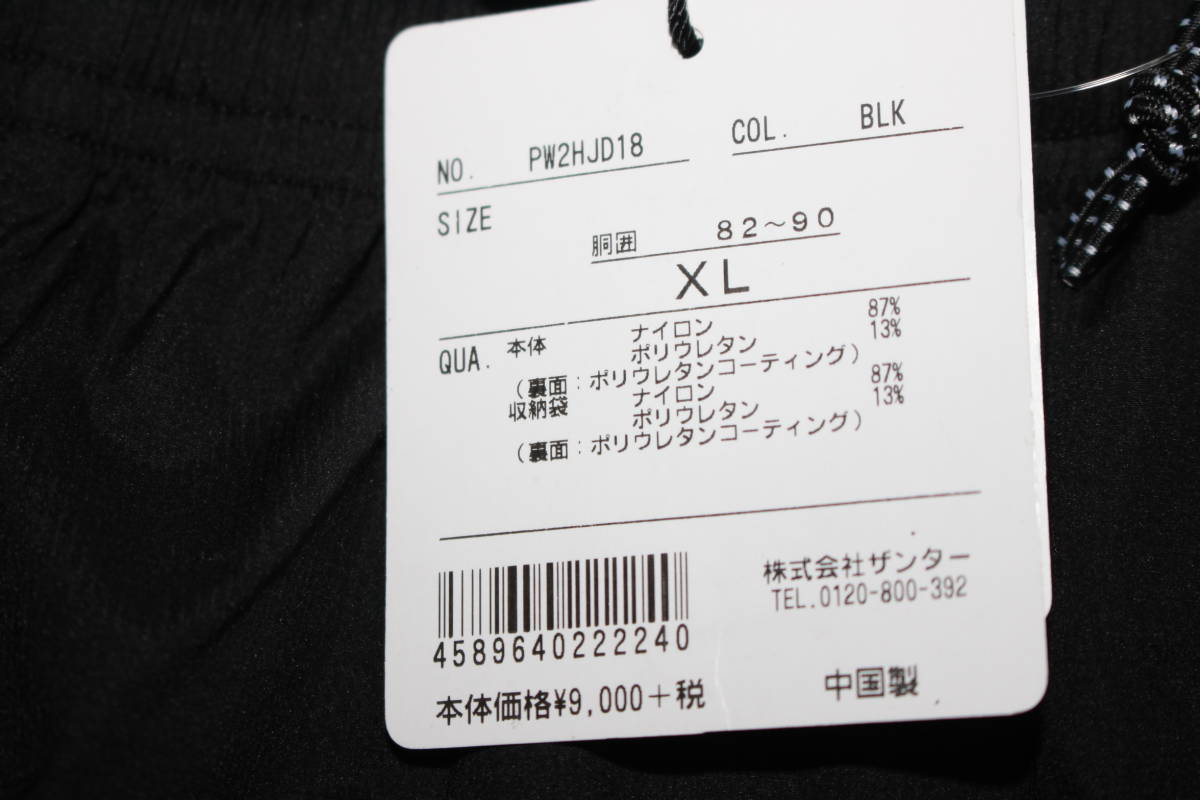 NO. PW2HJD18 COL. BLK
SIZE
胴囲 82～90
XL
QUA. 本体 ナイロン 87%
ポリウレタン 13%
(裏面:ポリウレタンコーティング)
収納袋 ナイロン 87%
ポリウレタン 13%
(裏面:ポリウレタンコーティング)
4589640222240
株式会社ザンター
TEL.0120-800-392
本体価格¥9,000+税
中国製